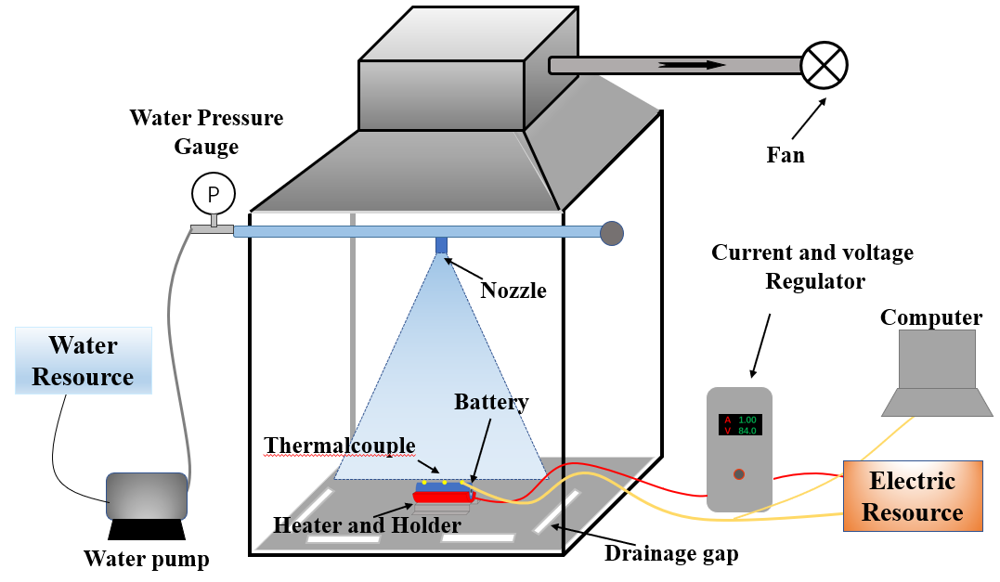 Water Pressure
Gauge
P
Fan
Nozzle
Current and voltage
Regulator
Computer
Water
Resource
Battery
A 1.00
V 84.0
Thermalcouple
Electric
Resource
Heater and Holder
Water pump
Drainage gap